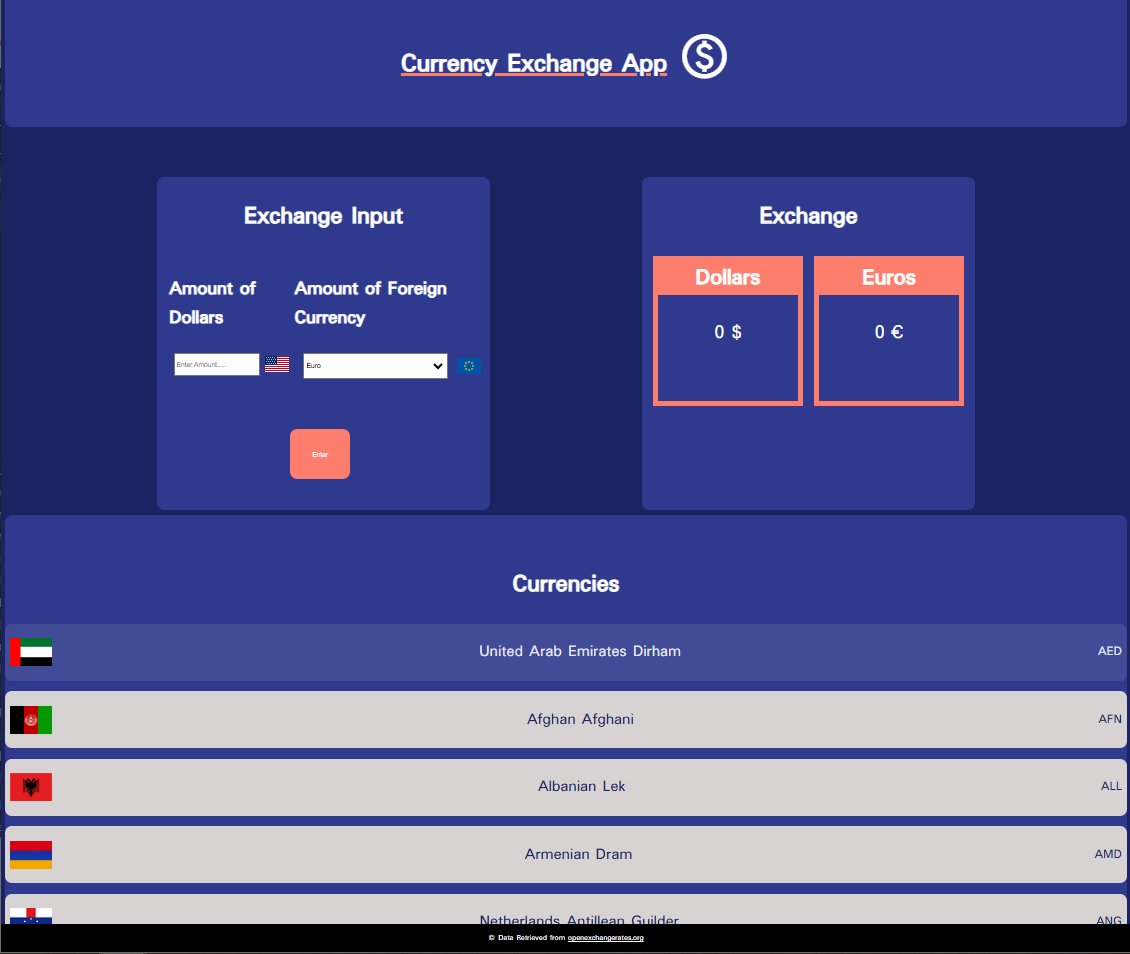 Currency Exchange App $
Exchange Input
Amount of Dollars
Amount of Foreign Currency
Enter Amount.....
Euro
Enter
Exchange
Dollars
Euros
0 $
0 €
Currencies
United Arab Emirates Dirham AED
Afghan Afghani AFN
Albanian Lek ALL
Armenian Dram AMD
Netherlands Antillean Guilder ANG
© Data Retrieved from openexchangerates.org